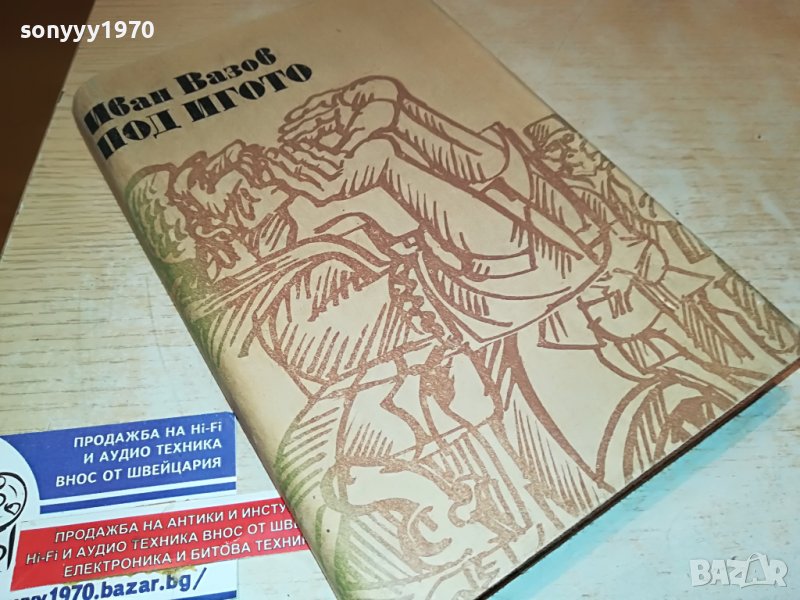 sonyyy1970
Иван Вазов
ПОД ИГОТО
ПРОДАЖБА НА Hi-Fi
И АУДИО ТЕХНИКА
ВНОС ОТ ШВЕЙЦАРИЯ
ПРОДАЖБА НА АНТИКИ И ИНСТУ
Hi-Fi И АУДИО ТЕХНИКА ВНОС ОТ ШВЕ
ЕЛЕКТРОНИКА И БИТОВА ТЕХНИ
yy1970.bazar.bg/
BAZAR